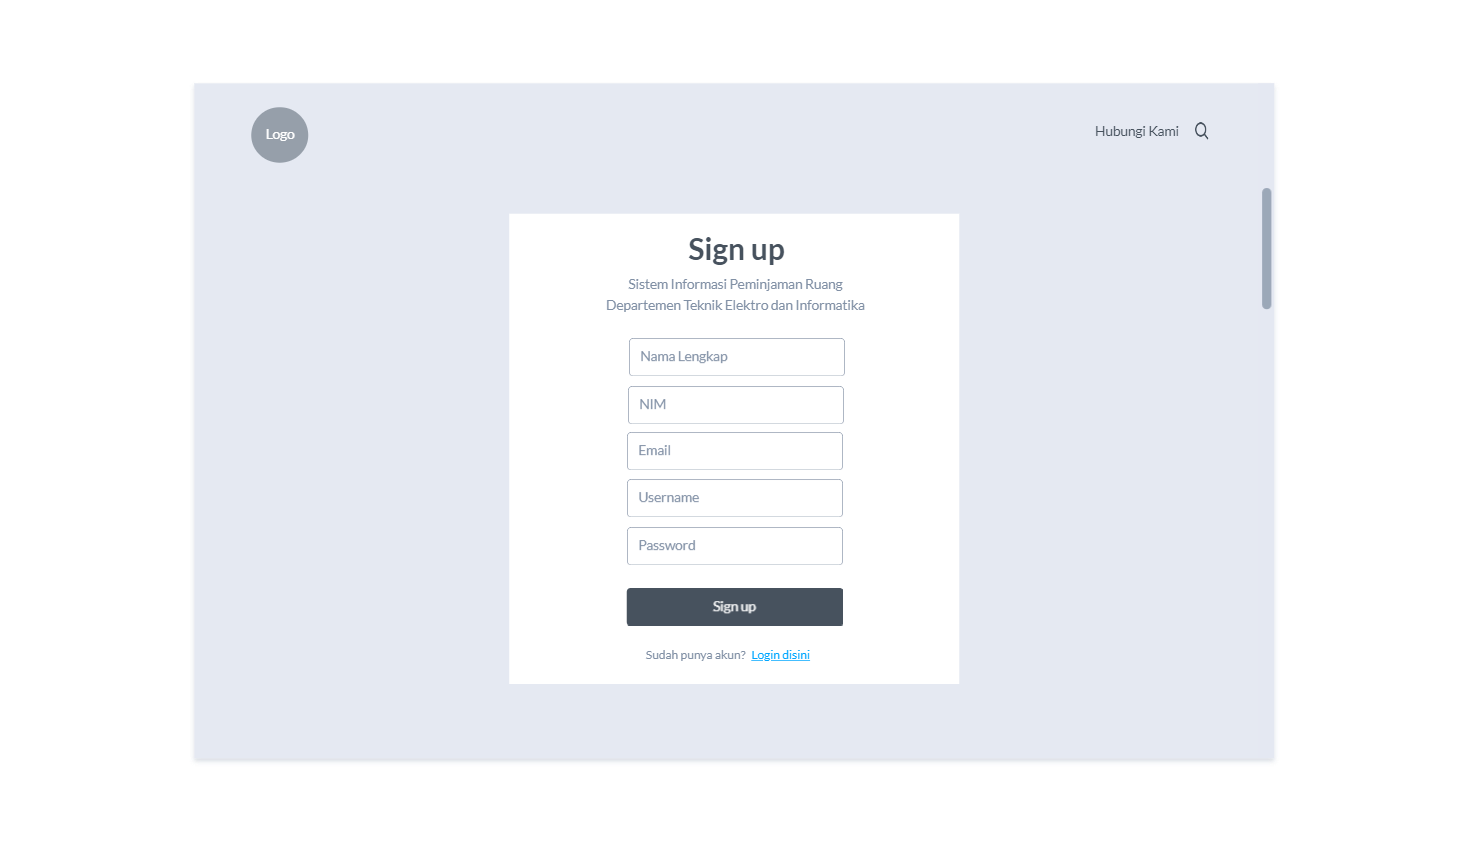 Logo
Hubungi Kami
Sign up
Sistem Informasi Peminjaman Ruang
Departemen Teknik Elektro dan Informatika
Nama Lengkap
NIM
Email
Username
Password
Sign up
Sudah punya akun? Login disini